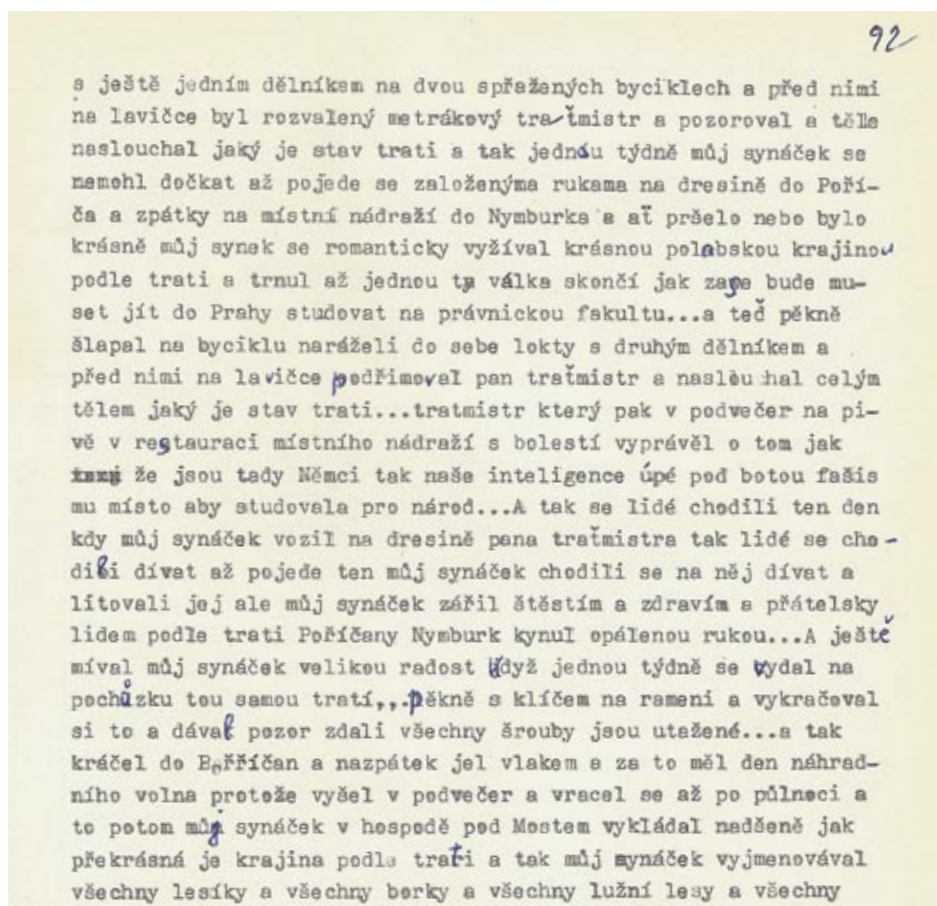 92
s ještě jedním dělníkem na dvou spřažených byciklech a před nimi
na lavičce byl rozvalený metrákový traťmistr a pozoroval a těle
naslouchal jaký je stav trati a tak jednou týdně můj synáček se
nemohl dočkat až pojede se založenýma rukama na dresině do Poří-
ča a zpátky na místní nádraží do Nymburka a ať pršelo nebo bylo
krásně můj synek se romanticky vyžíval krásnou polabskou krajinou
podle trati a trnul až jednou ta válka skončí jak zase bude mu-
set jít do Prahy studovat na právnickou fakultu...a teď pěkně
šlapal na byciklu naráželi do sebe lokty s druhým dělníkem a
před nimi na lavičce podřimoval pan traťmistr a naslouchal celým
tělem jaký je stav trati...tratmistr který pak v podvečer na pi-
vě v restauraci místního nádraží s bolestí vyprávěl o tom jak
že jsou tady Němci tak naše inteligence úpé pod botou fašis
mu místo aby studovala pro národ...A tak se lidé chodili ten den
kdy můj synáček vozil na dresině pana traťmistra tak lidé se cho-
dili dívat až pojede ten můj synáček chodili se na něj dívat a
litovali jej ale můj synáček zářil štěstím a zdravím a přátelsky
lidem podle trati Poříčany Nymburk kynul opálenou rukou...A ještě
míval můj synáček velikou radost když jednou týdně se vydal na
pochůzku tou samou tratí,,.pěkně s klíčem na rameni a vykračoval
si to a dával pozor zdali všechny šrouby jsou utažené...a tak
kráčel do Peřříčan a nazpátek jel vlakem a za to měl den náhrad-
ního volna protože vyšel v podvečer a vracel se až po půlnoci a
to potom můj synáček v hospodě pod Mostem vykládal nadšeně jak
překrásná je krajina podle trati a tak můj synáček vyjmenovával
všechny lesíky a všechny borky a všechny lužní lesy a všechny